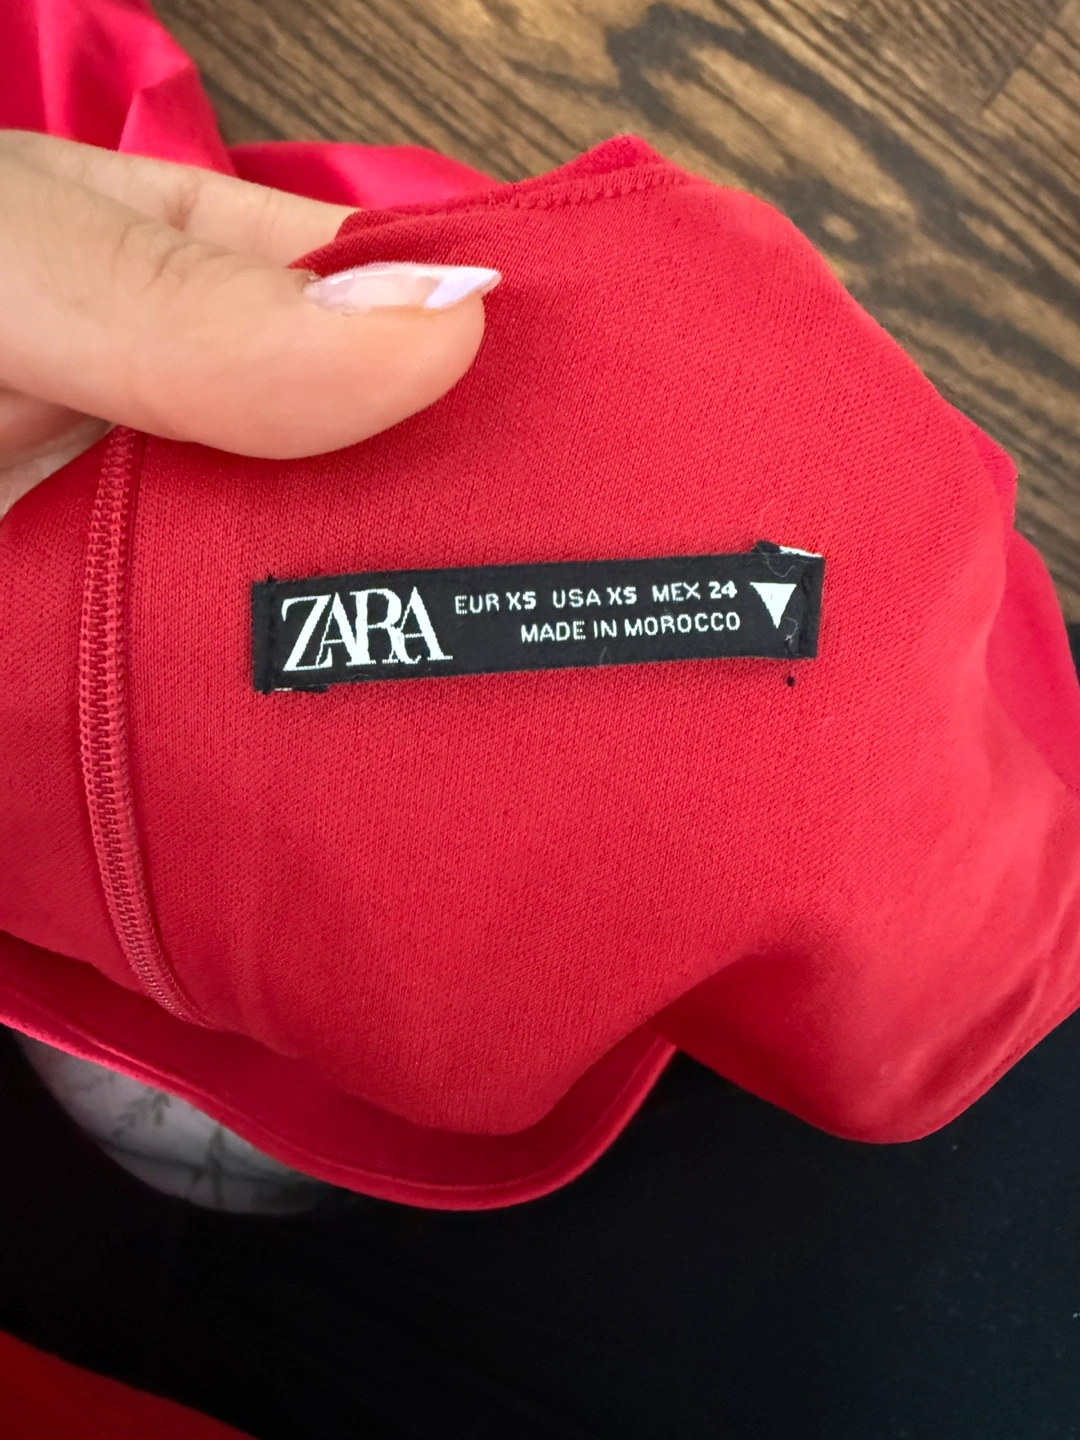 ZARA
EUR XS USA XS MEX 24
MADE IN MOROCCO